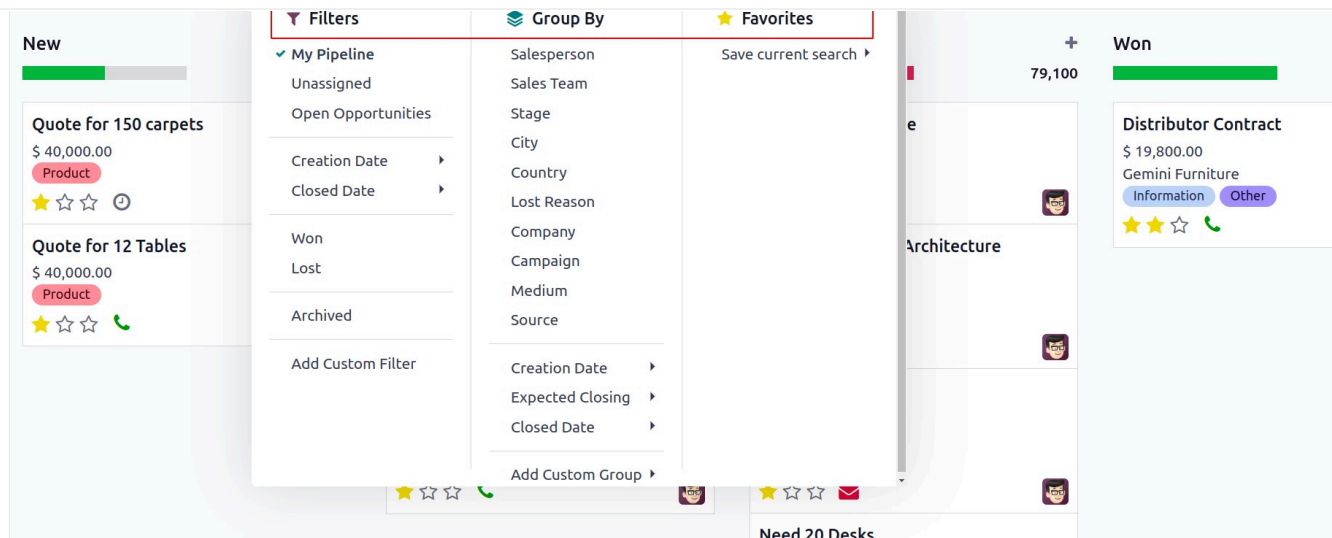 Filters
Group By
Favorites
New
My Pipeline
Unassigned
Open Opportunities
Creation Date
Closed Date
Won
Lost
Archived
Add Custom Filter
Salesperson
Sales Team
Stage
City
Country
Lost Reason
Company
Campaign
Medium
Source
Creation Date
Expected Closing
Closed Date
Add Custom Group
Save current search
Quote for 150 carpets
$ 40,000.00
Product
Quote for 12 Tables
$ 40,000.00
Product
79,100
Architecture
Need 20 Desks
Won
Distributor Contract
$ 19,800.00
Gemini Furniture
Information
Other